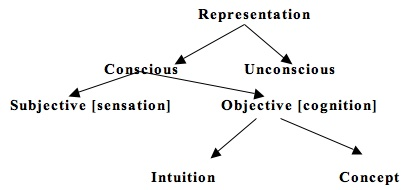 Representation
Conscious Unconscious
Subjective [sensation] Objective [cognition]
Intuition Concept